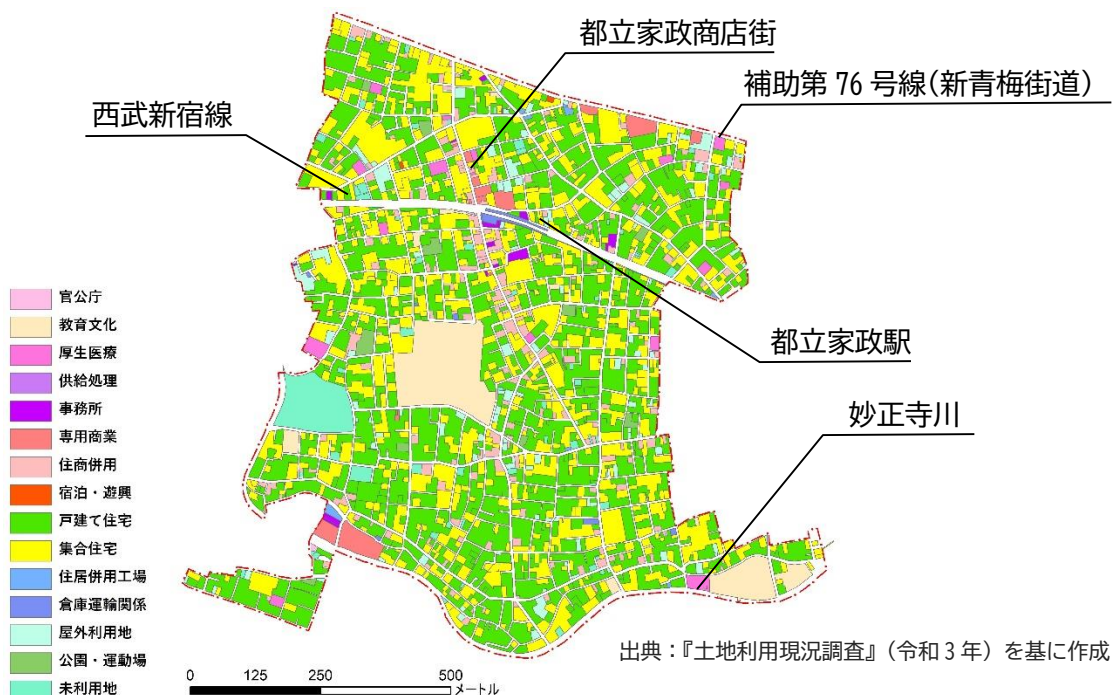 都立家政商店街
補助第 76 号線(新青梅街道)
西武新宿線
都立家政駅
妙正寺川
官公庁
教育文化
厚生医療
供給処理
事務所
専用商業
住商併用
宿泊・遊興
戸建て住宅
集合住宅
住居併用工場
倉庫運輸関係
屋外利用地
公園・運動場
未利用地
0 125 250 500
メートル
出典：『土地利用現況調査』（令和 3 年）を基に作成